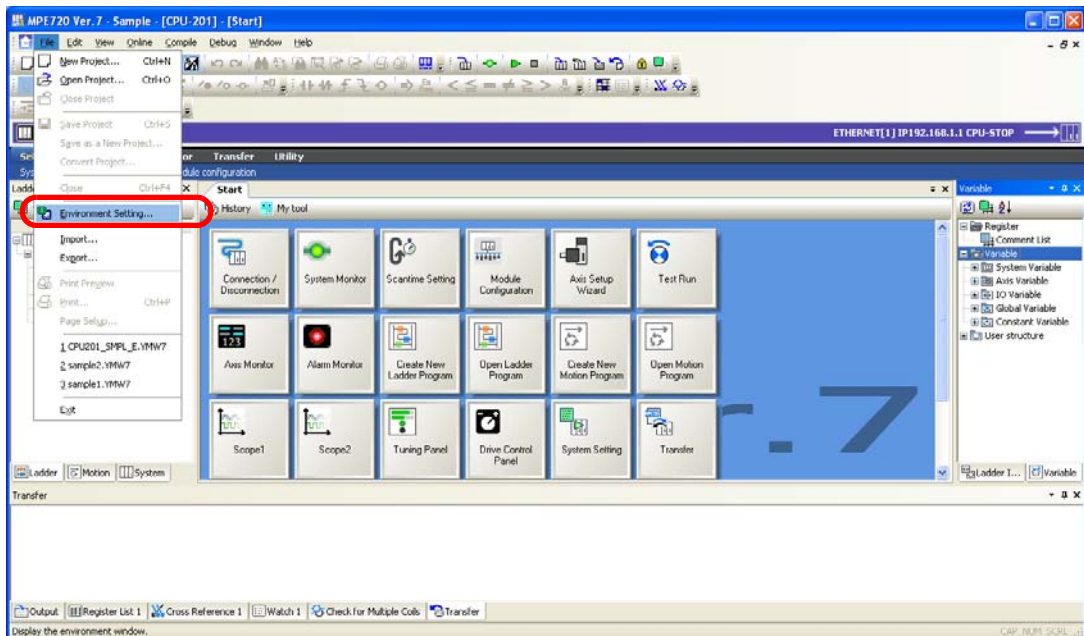 MPE720 Ver. 7 - Sample - [CPU-201] - [Start]
File Edit View Online Compile Debug Window Help
New Project... Ctrl+N
Open Project... Ctrl+O
Close Project
Save Project Ctrl+S
Save as a New Project...
Convert Project...
Close Ctrl+F4
Environment Setting...
Import...
Export...
Print Preview
Print... Ctrl+P
Page Setup...
1 CPU201_SMPL_E.YMW7
2 sample2.YMW7
3 sample1.YMW7
Exit
ETHERNET[1] IP192.168.1.1 CPU-STOP
Transfer Utility
configuration
Start
History My tool
Connection / Disconnection
System Monitor
Scantime Setting
Module Configuration
Axis Setup Wizard
Test Run
123
Axis Monitor
Alarm Monitor
Create New Ladder Program
Open Ladder Program
Create New Motion Program
Open Motion Program
Scope1
Scope2
Tuning Panel
Drive Control Panel
System Setting
Transfer
r.7
Variable
Register
Comment List
Variable
System Variable
Axis Variable
IO Variable
Global Variable
Constant Variable
User structure
Ladder Motion System
Ladder I... Variable
Transfer
Output Register List 1 Cross Reference 1 Watch 1 Check for Multiple Coils Transfer
Display the environment window.
CAP NUM SCRL